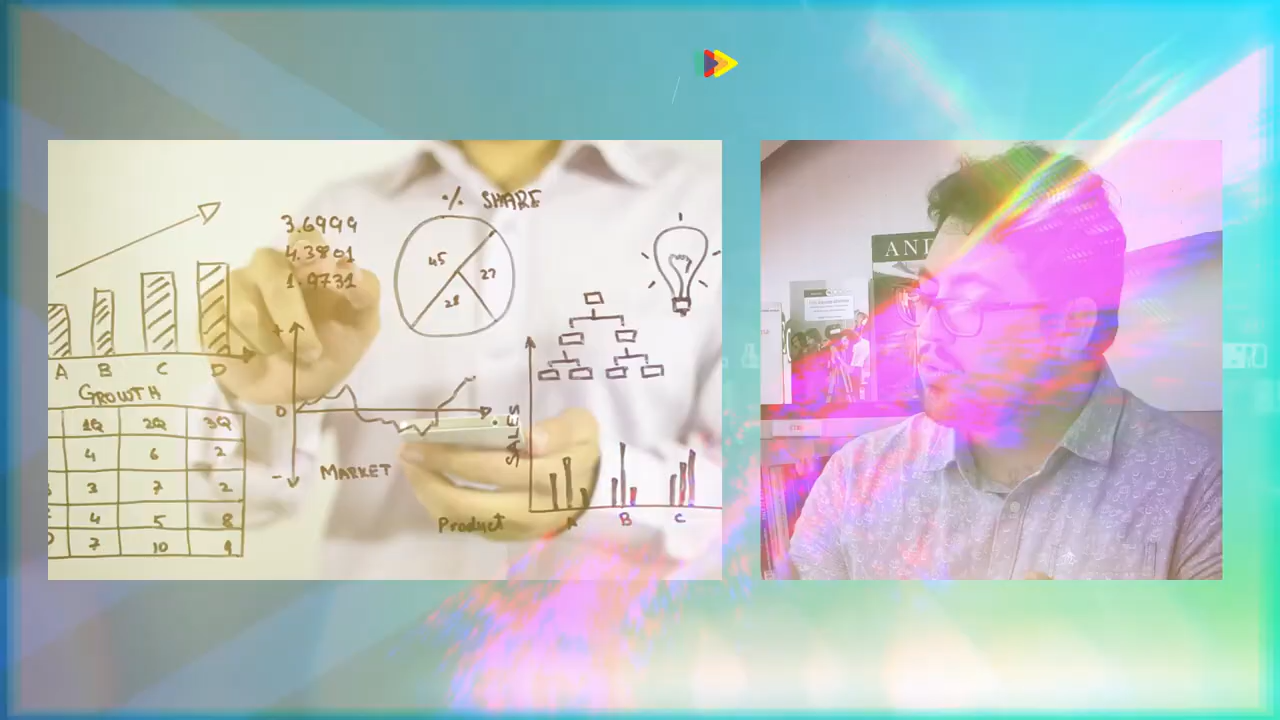 % SHARE
3.6999
4.3801
1.9731
45
27
28
A B C D
GROWTH
1Q 2Q 3Q
4 6 2
3 7 2
4 5 8
7 10 9
+
0
-
MARKET
SALES
A B C
Product
AND